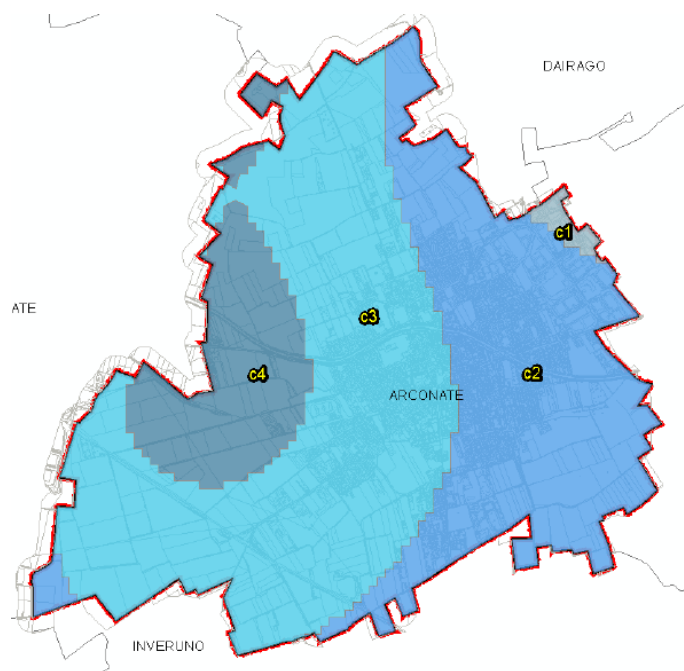 DAIRAGO
c1
ATE
c3
c4
c2
ARCONATE
INVERUNO